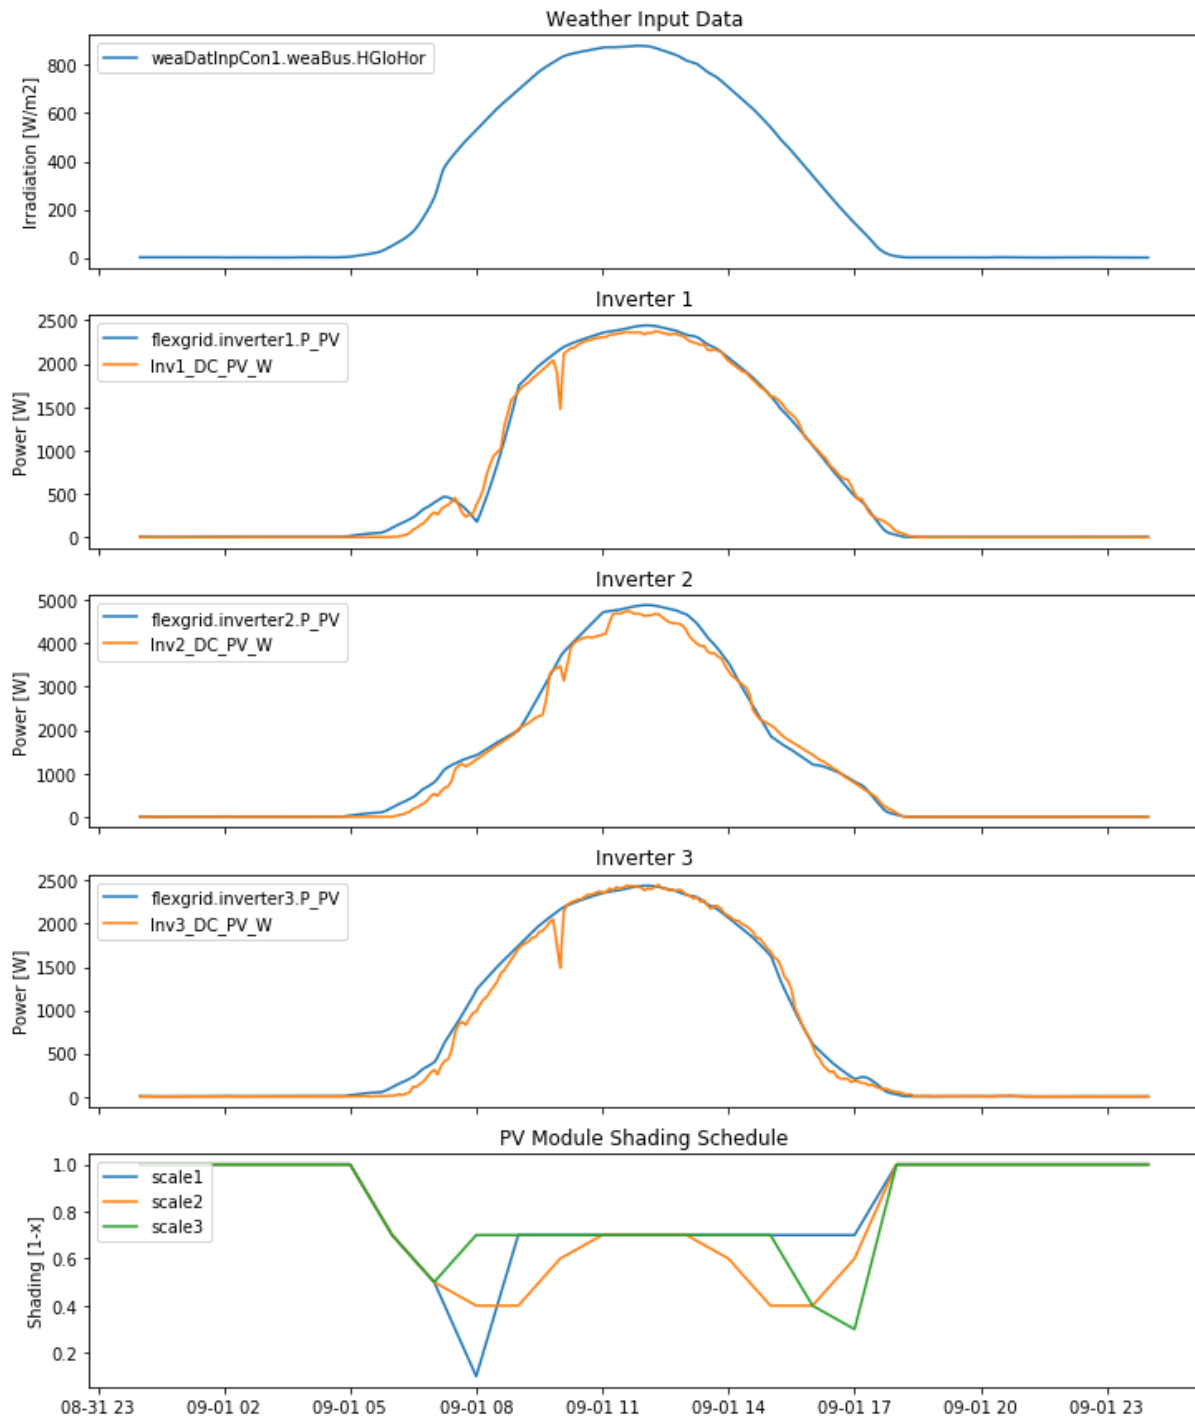 Weather Input Data
weaDatInpCon1.weaBus.HGloHor
Irradiation [W/m2]
800
600
400
200
0
Inverter 1
flexgrid.inverter1.P_PV
Inv1_DC_PV_W
Power [W]
2500
2000
1500
1000
500
0
Inverter 2
flexgrid.inverter2.P_PV
Inv2_DC_PV_W
Power [W]
5000
4000
3000
2000
1000
0
Inverter 3
flexgrid.inverter3.P_PV
Inv3_DC_PV_W
Power [W]
2500
2000
1500
1000
500
0
PV Module Shading Schedule
scale1
scale2
scale3
Shading [1-x]
1.0
0.8
0.6
0.4
0.2
08-31 23 09-01 02 09-01 05 09-01 08 09-01 11 09-01 14 09-01 17 09-01 20 09-01 23